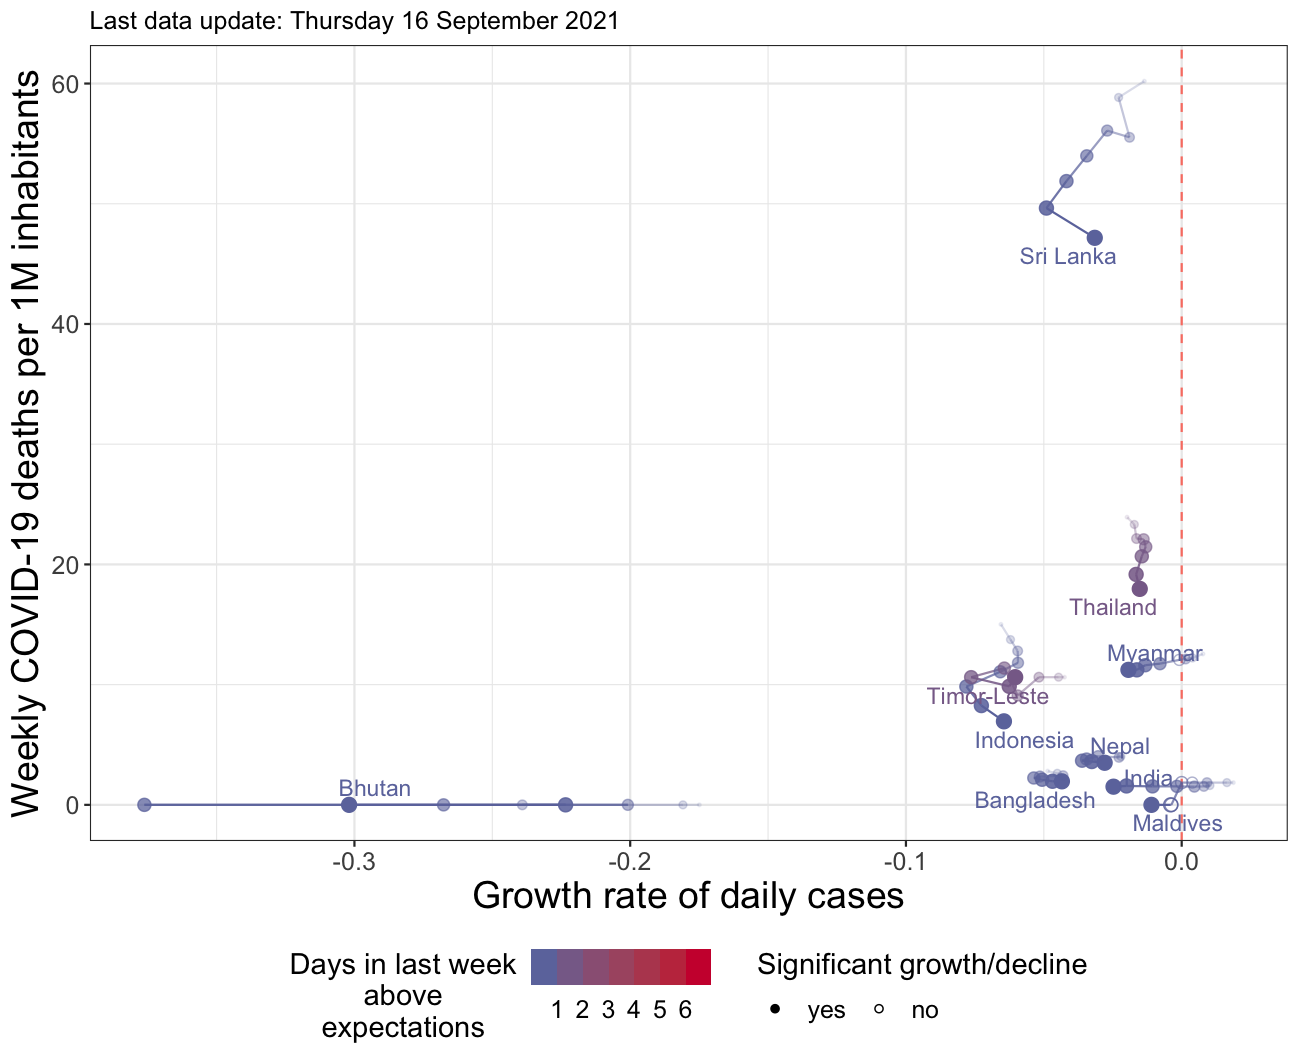 Last data update: Thursday 16 September 2021
Weekly COVID-19 deaths per 1M inhabitants
60
40
20
0
Sri Lanka
Thailand
Myanmar
Timor-Leste
Indonesia
Nepal
India
Bhutan
Bangladesh
Maldives
-0.3
-0.2
-0.1
0.0
Growth rate of daily cases
Days in last week
above
expectations
1 2 3 4 5 6
Significant growth/decline
yes
no